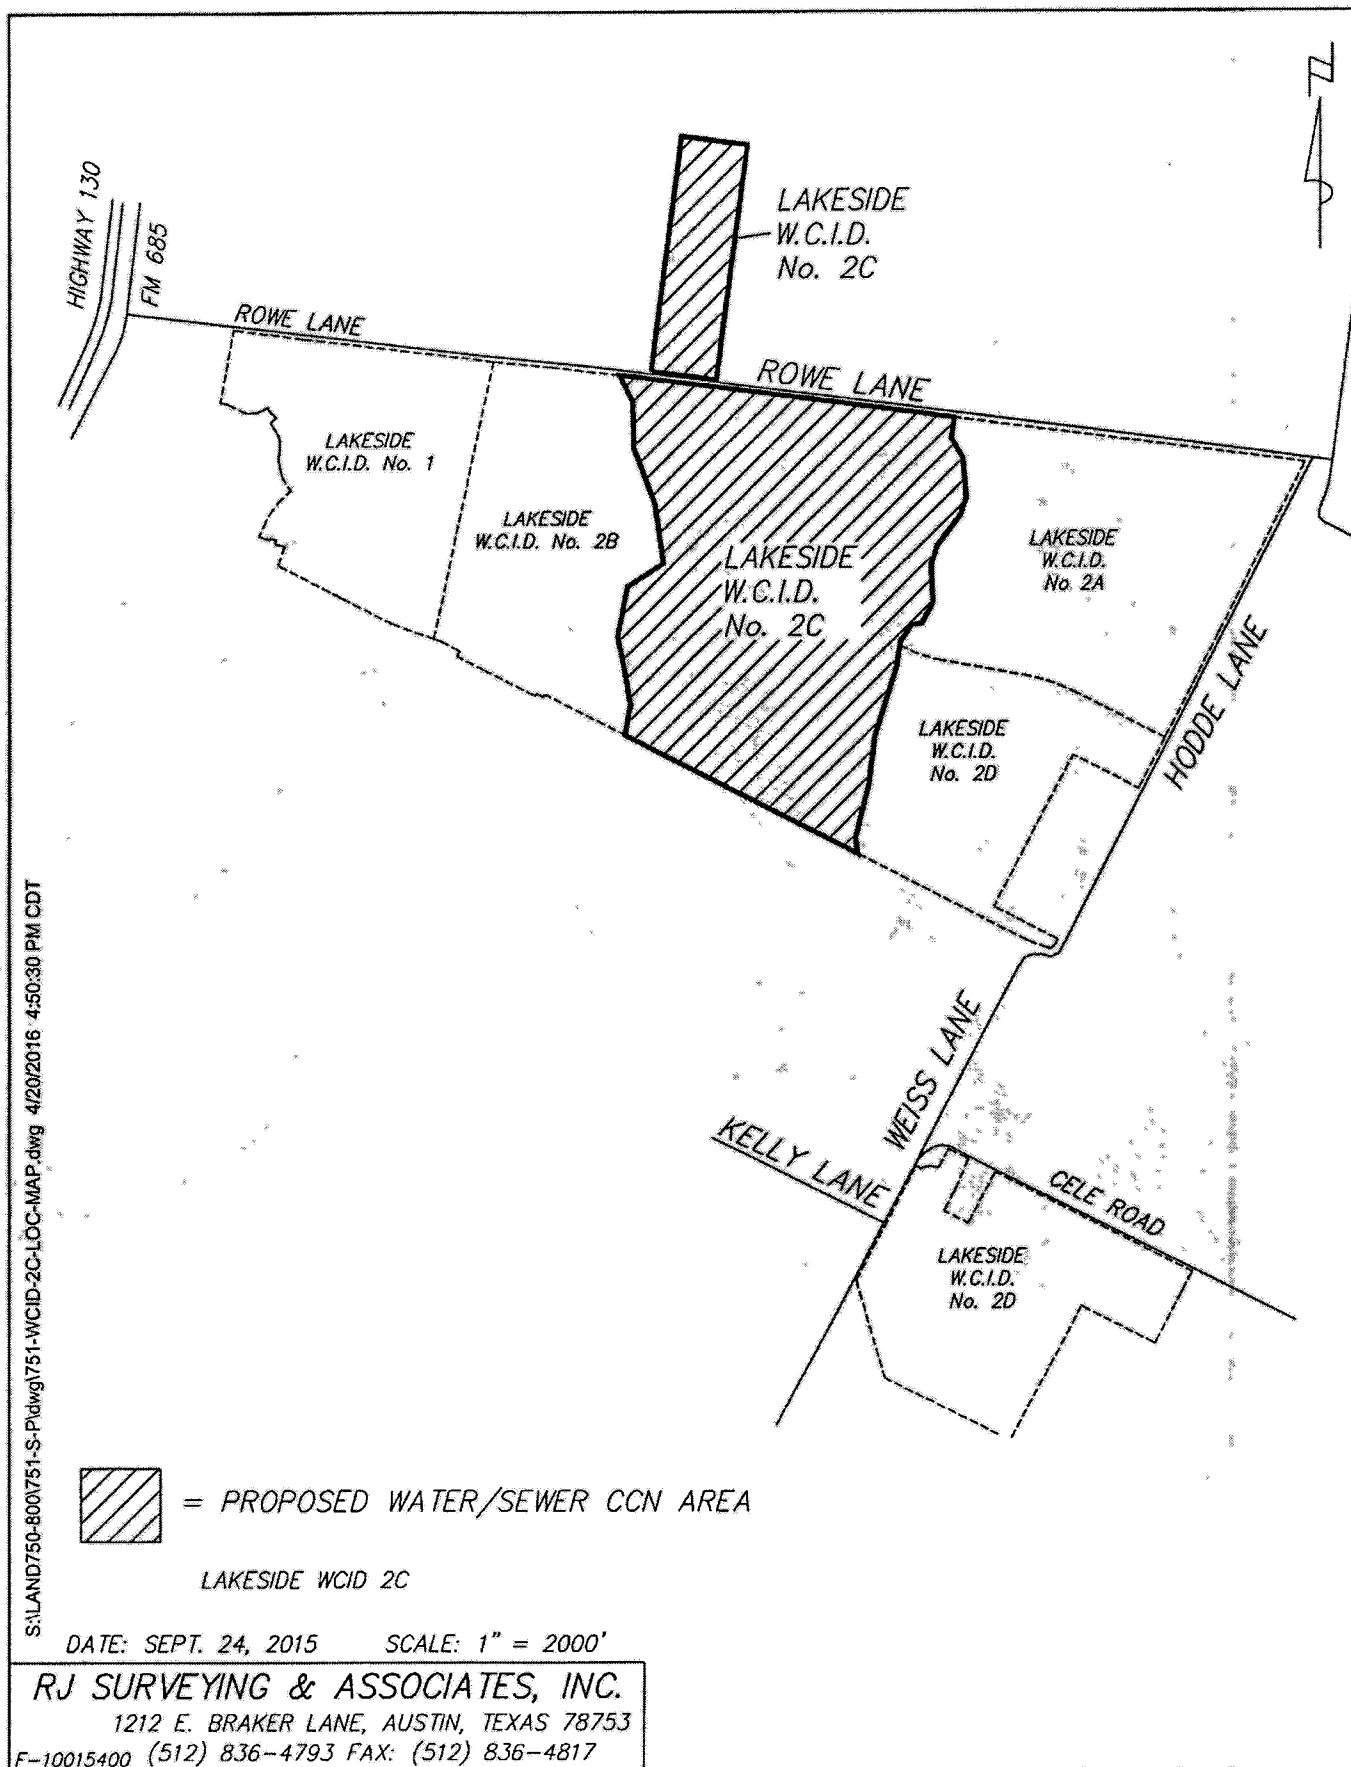 N
HIGHWAY 130
FM 685
LAKESIDE
W.C.I.D.
No. 2C
ROWE LANE
ROWE LANE
LAKESIDE
W.C.I.D. No. 1
LAKESIDE
W.C.I.D. No. 2B
LAKESIDE
W.C.I.D.
No. 2C
LAKESIDE
W.C.I.D.
No. 2A
HODDE LANE
LAKESIDE
W.C.I.D.
No. 2D
WEISS LANE
KELLY LANE
CELE ROAD
LAKESIDE
W.C.I.D.
No. 2D
S:\LAND750-800\751-S-P\dwg\751-WCID-2C-LOC-MAP.dwg 4/20/2016 4:50:30 PM CDT
= PROPOSED WATER/SEWER CCN AREA
LAKESIDE WCID 2C
DATE: SEPT. 24, 2015 SCALE: 1" = 2000'
RJ SURVEYING & ASSOCIATES, INC.
1212 E. BRAKER LANE, AUSTIN, TEXAS 78753
F-10015400 (512) 836-4793 FAX: (512) 836-4817